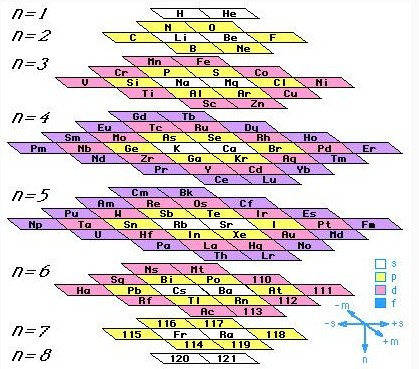 n=1 H He
N O
n=2 C Li Be F
B Ne
n=3 Mn Fe
Cr P S Co
V Si Na Mg Cl Ni
Ti Al Ar Cu
Sc Zn
n=4 Gd Tb
Eu Tc Ru Dy
Sm Mo As Se Rh Ho
Pm Nb Ge K Ca Br Pd Er
Nd Zr Ga Kr Ag Tm
Pr Y Cd Yb
Ce Lu
n=5 Cm Bk
Am Re Os Cf
Pu W Sb Te Ir Es
Np Ta Sn Rb Sr I Pt Fm
U Hf In Xe Au Md
Pa La Hg No
Th Lr
n=6 Ns Mt
Sg Bi Po 110
Ha Pb Cs Ba At 111
Rf Tl Rn 112
Ac 113
n=7 116 117
115 Fr Ra 118
114 119
n=8 120 121
s
p
d
f
-m
-s +s
+m
n